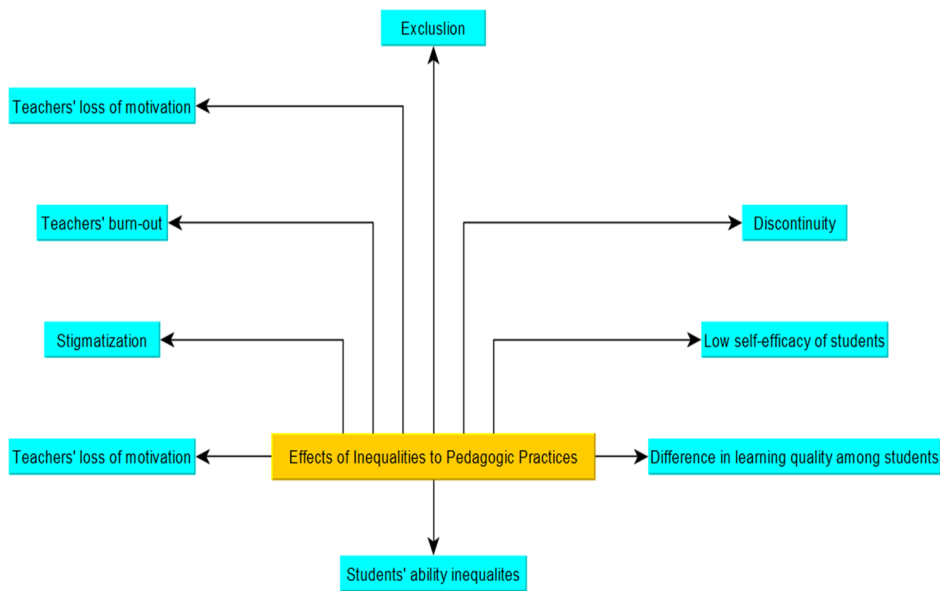 Excluslion
Teachers' loss of motivation
Teachers' burn-out
Discontinuity
Stigmatization
Low self-efficacy of students
Teachers' loss of motivation
Effects of Inequalities to Pedagogic Practices
Difference in learning quality among students
Students' ability inequalites